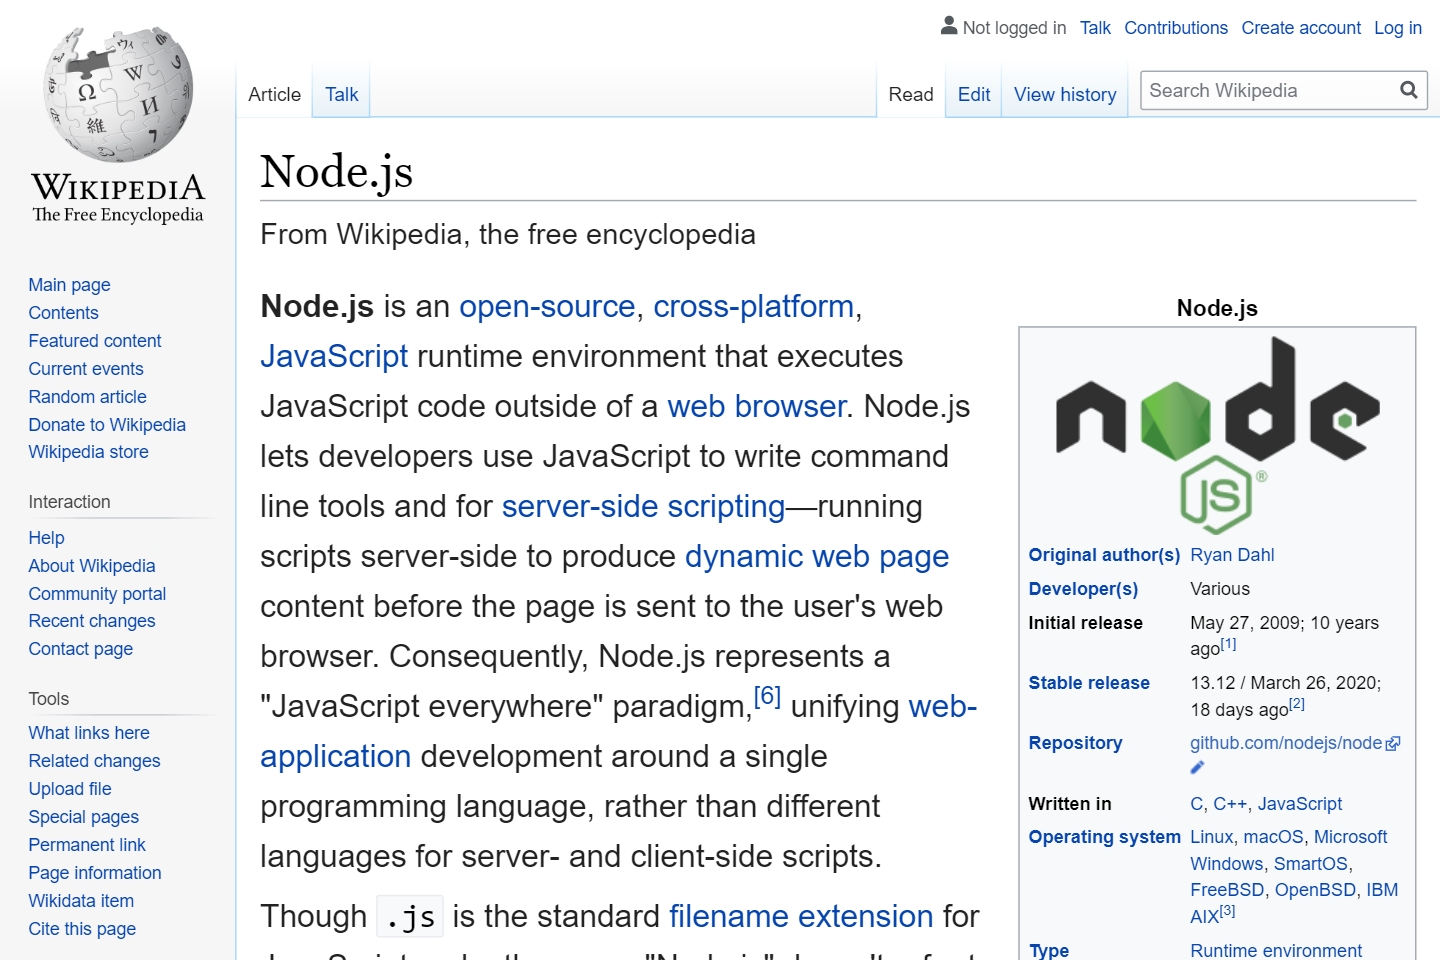 Not logged in Talk Contributions Create account Log in
Article Talk Read Edit View history Search Wikipedia
WIKIPEDIA
The Free Encyclopedia
Main page
Contents
Featured content
Current events
Random article
Donate to Wikipedia
Wikipedia store
Interaction
Help
About Wikipedia
Community portal
Recent changes
Contact page
Tools
What links here
Related changes
Upload file
Special pages
Permanent link
Page information
Wikidata item
Cite this page
Node.js
From Wikipedia, the free encyclopedia
Node.js is an open-source, cross-platform,
JavaScript runtime environment that executes
JavaScript code outside of a web browser. Node.js
lets developers use JavaScript to write command
line tools and for server-side scripting—running
scripts server-side to produce dynamic web page
content before the page is sent to the user's web
browser. Consequently, Node.js represents a
"JavaScript everywhere" paradigm,[6] unifying web-
application development around a single
programming language, rather than different
languages for server- and client-side scripts.
Though .js is the standard filename extension for
Node.js
node
JS ®
Original author(s) Ryan Dahl
Developer(s) Various
Initial release May 27, 2009; 10 years
ago[1]
Stable release 13.12 / March 26, 2020;
18 days ago[2]
Repository github.com/nodejs/node
Written in C, C++, JavaScript
Operating system Linux, macOS, Microsoft
Windows, SmartOS,
FreeBSD, OpenBSD, IBM
AIX[3]
Type Runtime environment